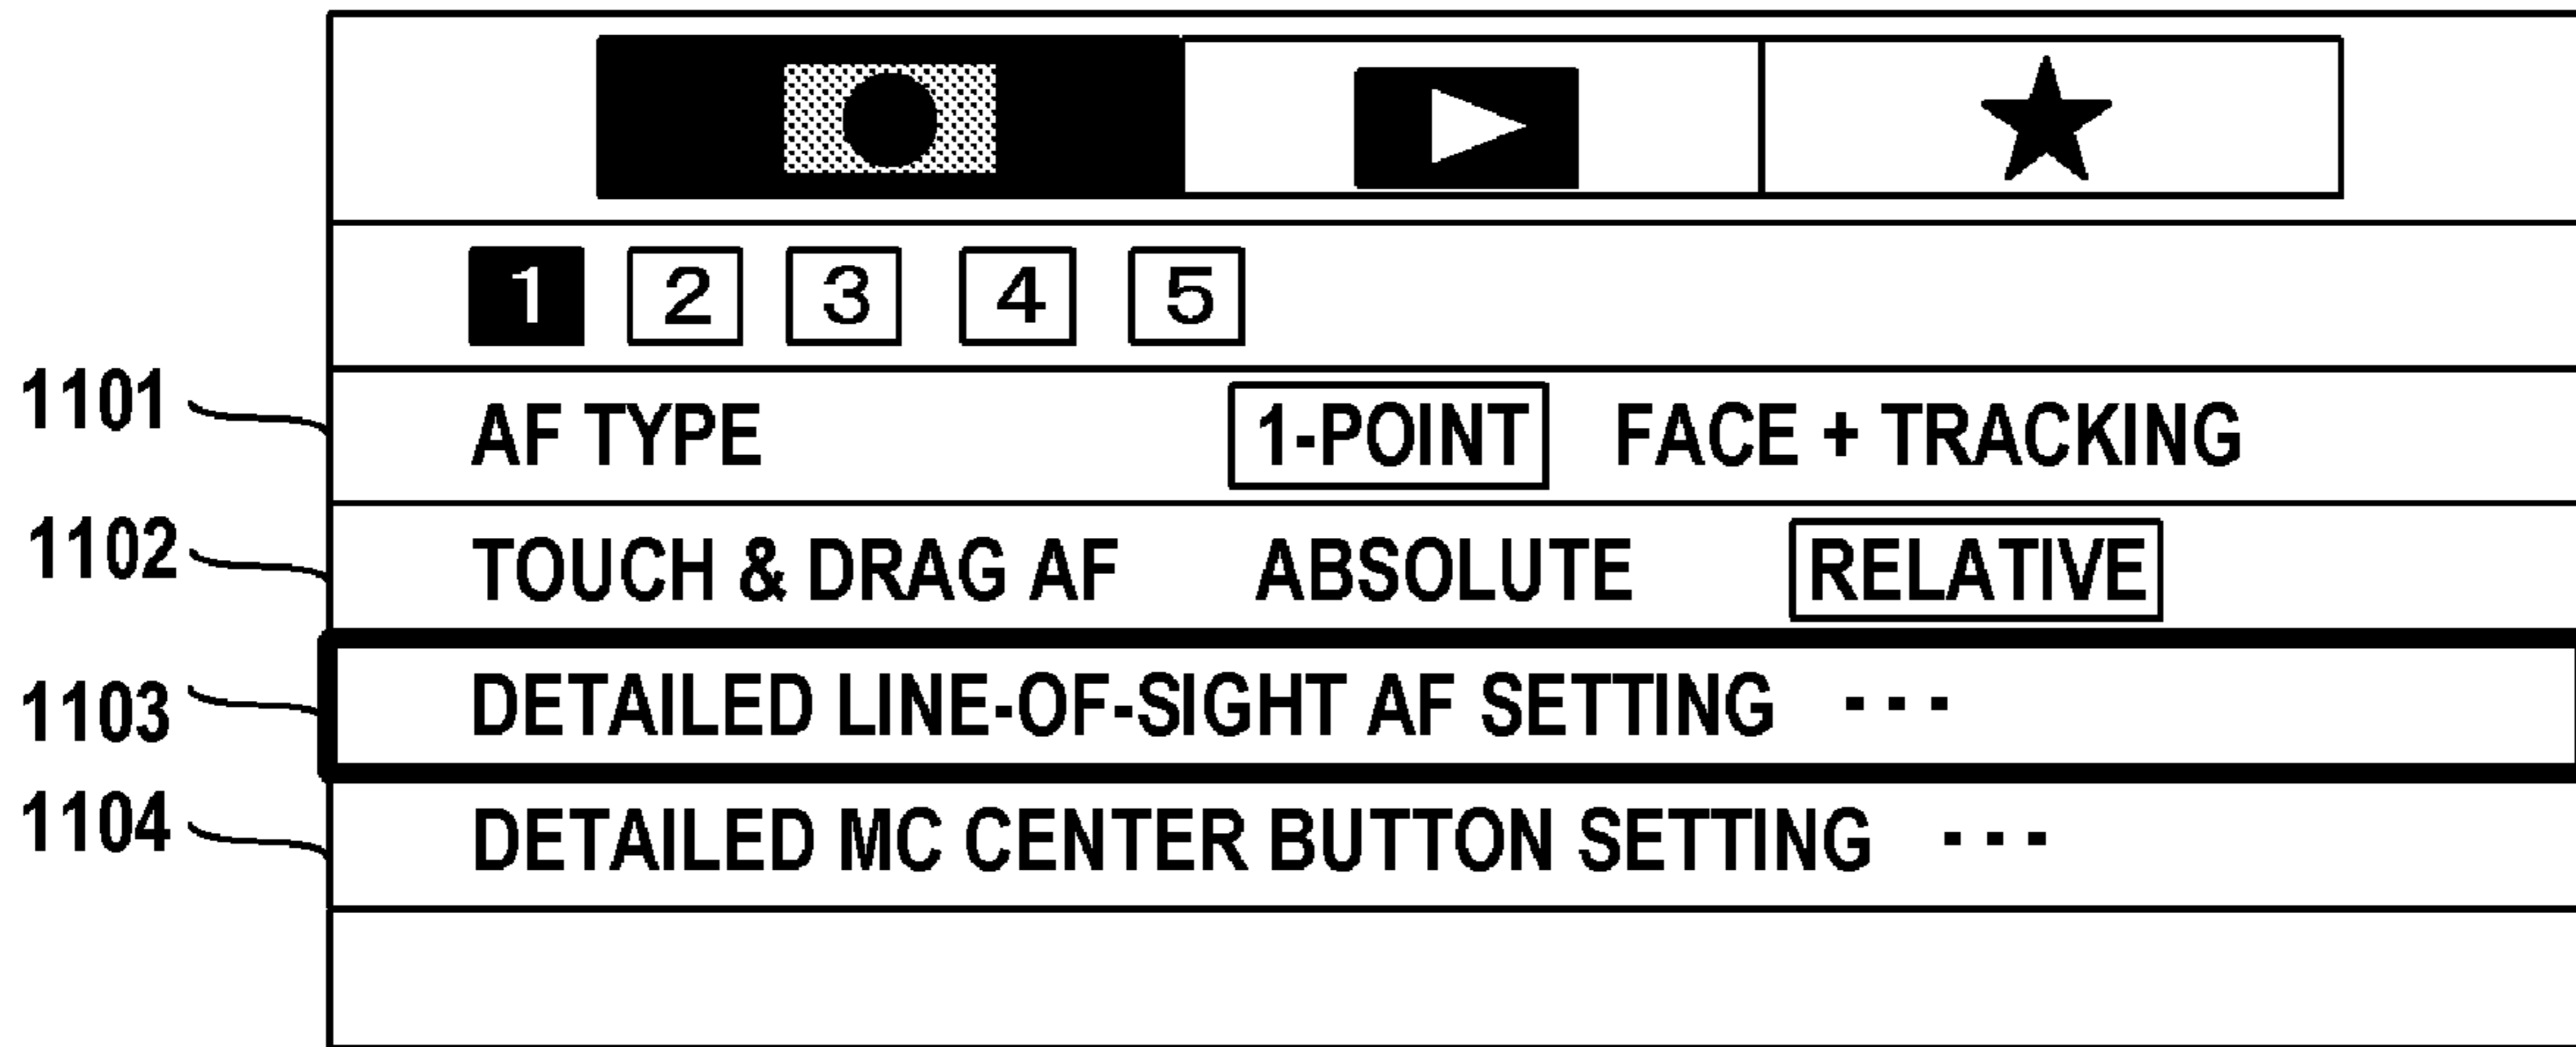 1 2 3 4 5
1101 AF TYPE 1-POINT FACE + TRACKING
1102 TOUCH & DRAG AF ABSOLUTE RELATIVE
1103 DETAILED LINE-OF-SIGHT AF SETTING ---
1104 DETAILED MC CENTER BUTTON SETTING ---